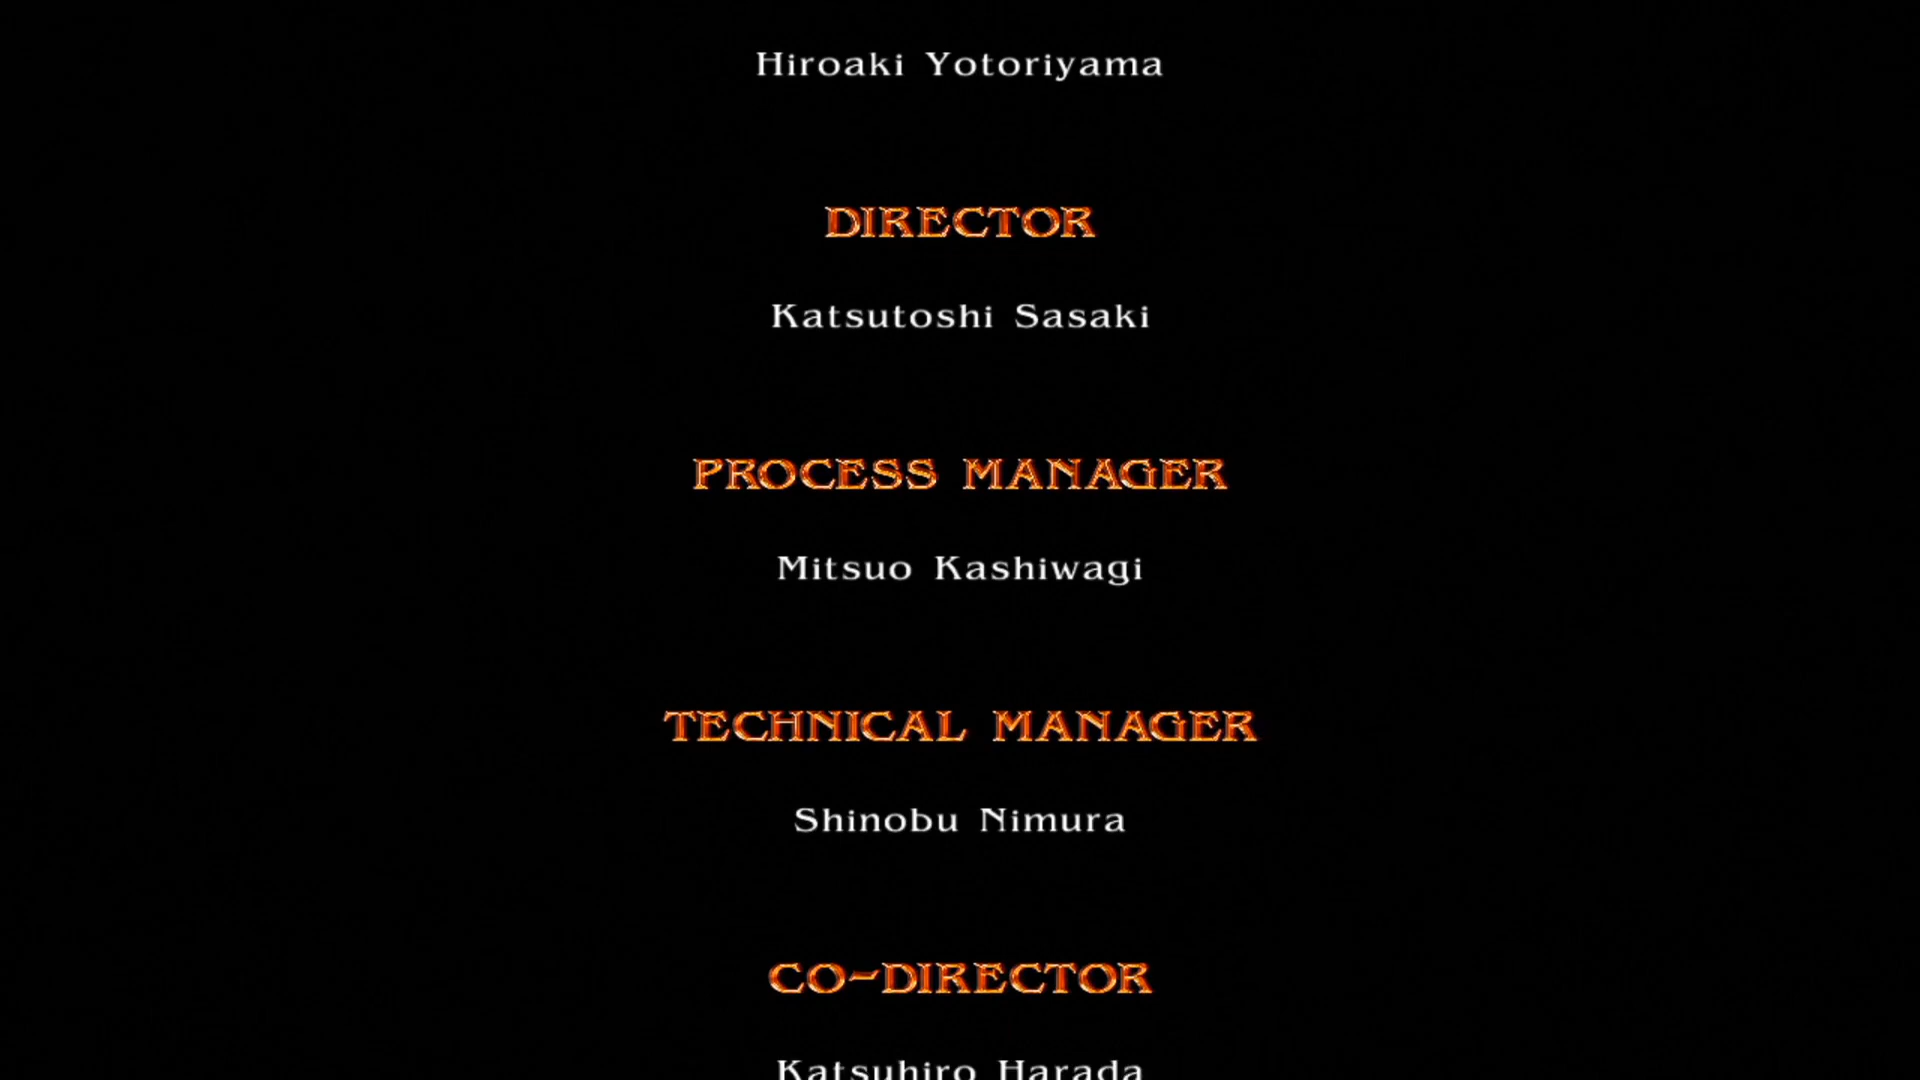 Hiroaki Yotoriyama
DIRECTOR
Katsutoshi Sasaki
PROCESS MANAGER
Mitsuo Kashiwagi
TECHNICAL MANAGER
Shinobu Nimura
CO-DIRECTOR
Katsuhiro Harada